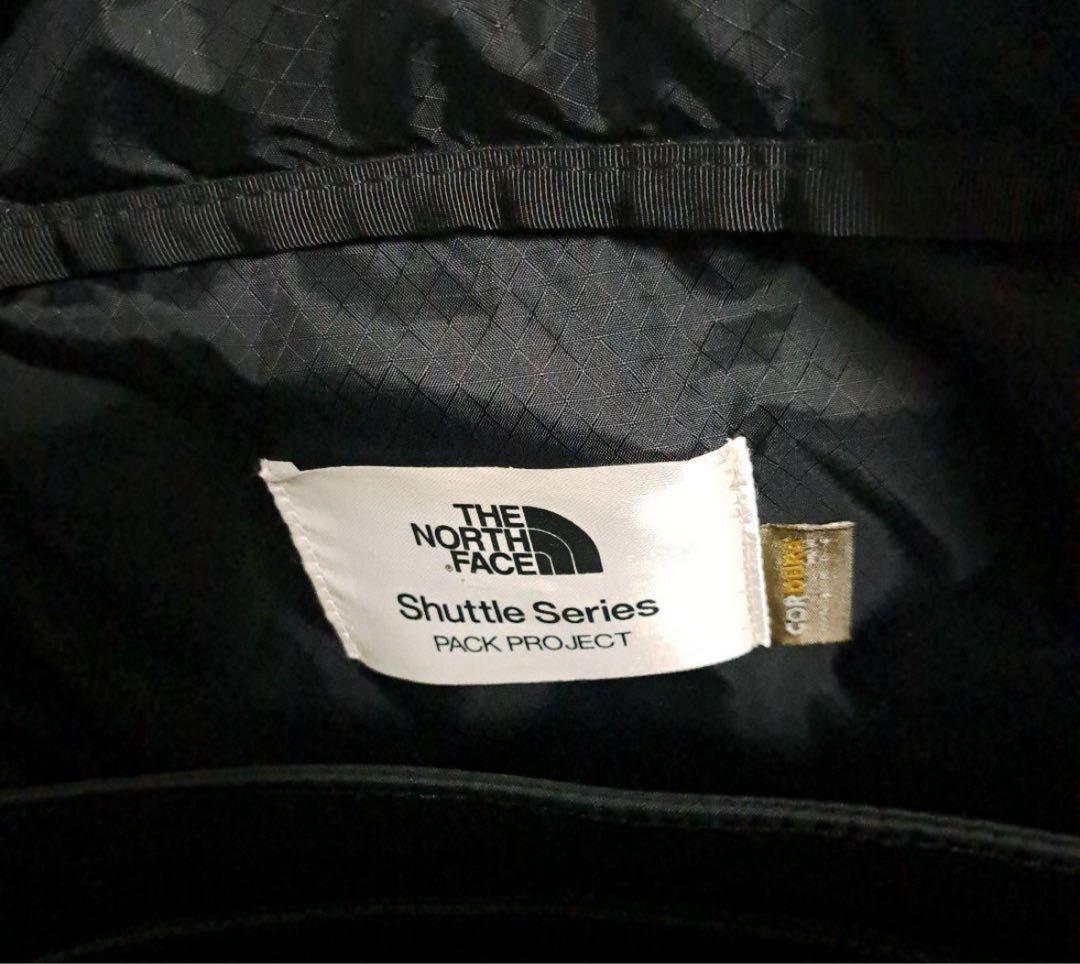 THE
NORTH
®FACE
Shuttle Series
PACK PROJECT
CORDURA